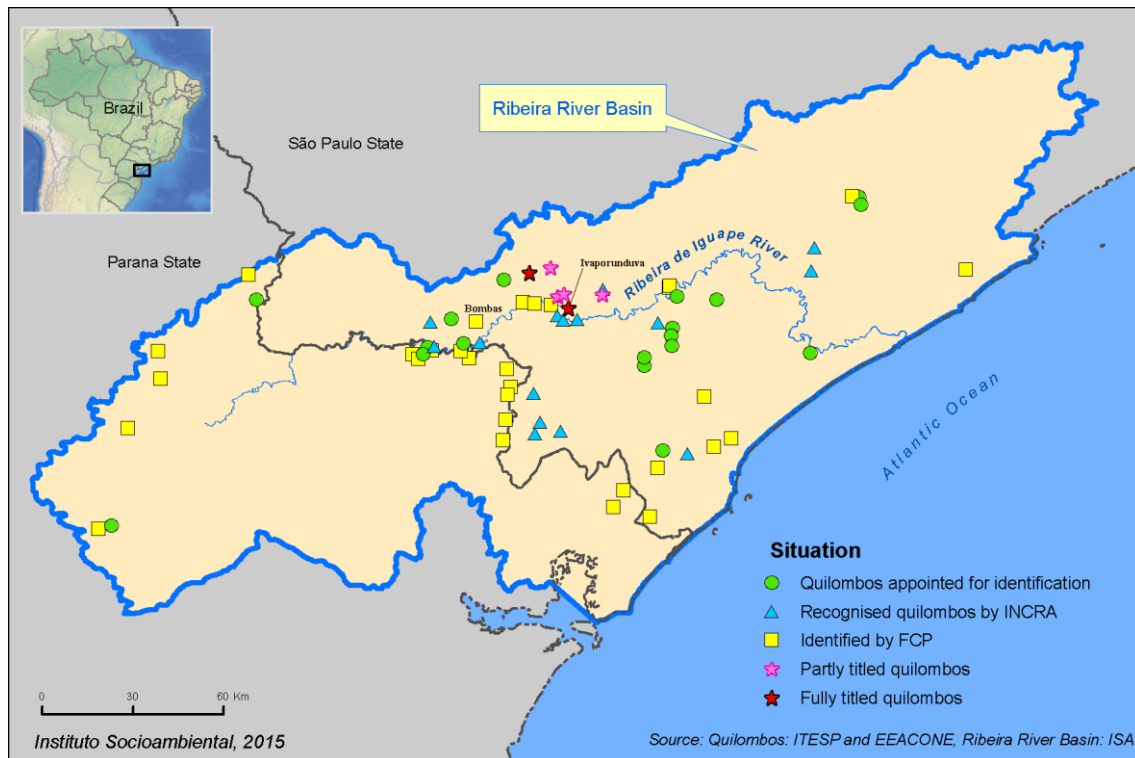 Brazil
São Paulo State
Ribeira River Basin
Parana State
Ivaporunduva
Ribeira de Iguape River
Bombas
Atlantic Ocean
Situation
Quilombos appointed for identification
Recognised quilombos by INCRA
Identified by FCP
Partly titled quilombos
Fully titled quilombos
0 30 60 Km
Instituto Socioambiental, 2015
Source: Quilombos: ITESP and EEACONE, Ribeira River Basin: ISA